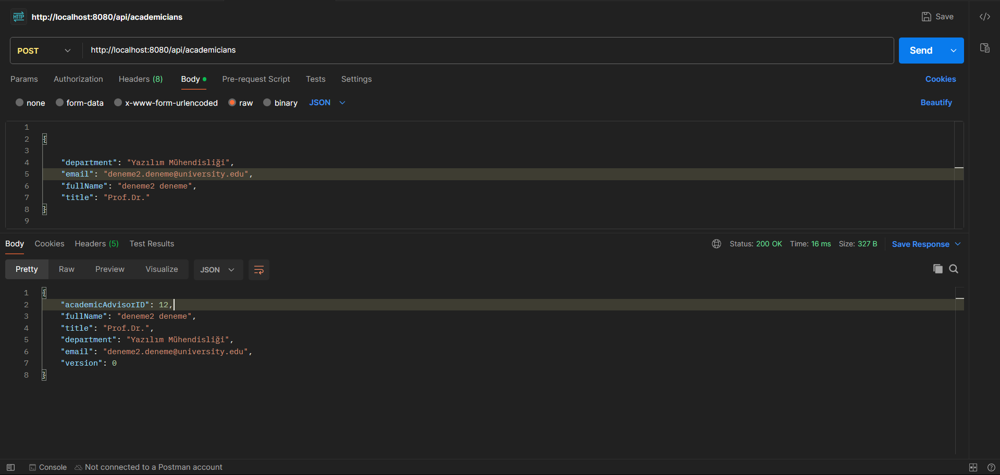 HTTP http://localhost:8080/api/academicians Save
POST http://localhost:8080/api/academicians Send
Params Authorization Headers (8) Body Pre-request Script Tests Settings Cookies
none form-data x-www-form-urlencoded raw binary JSON Beautify
1
2 {
3
4 "department": "Yazılım Mühendisliği",
5 "email": "deneme2.deneme@university.edu",
6 "fullName": "deneme2 deneme",
7 "title": "Prof.Dr."
8 }
9
Body Cookies Headers (5) Test Results Status: 200 OK Time: 16 ms Size: 327 B Save Response
Pretty Raw Preview Visualize JSON
1 {
2 "academicAdvisorID": 12,
3 "fullName": "deneme2 deneme",
4 "title": "Prof.Dr.",
5 "department": "Yazılım Mühendisliği",
6 "email": "deneme2.deneme@university.edu",
7 "version": 0
8 }
Console Not connected to a Postman account